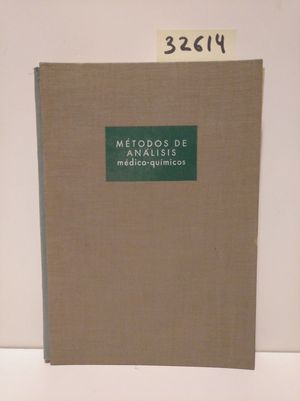 32614
MÉTODOS DE
ANÁLISIS
médico-químicos